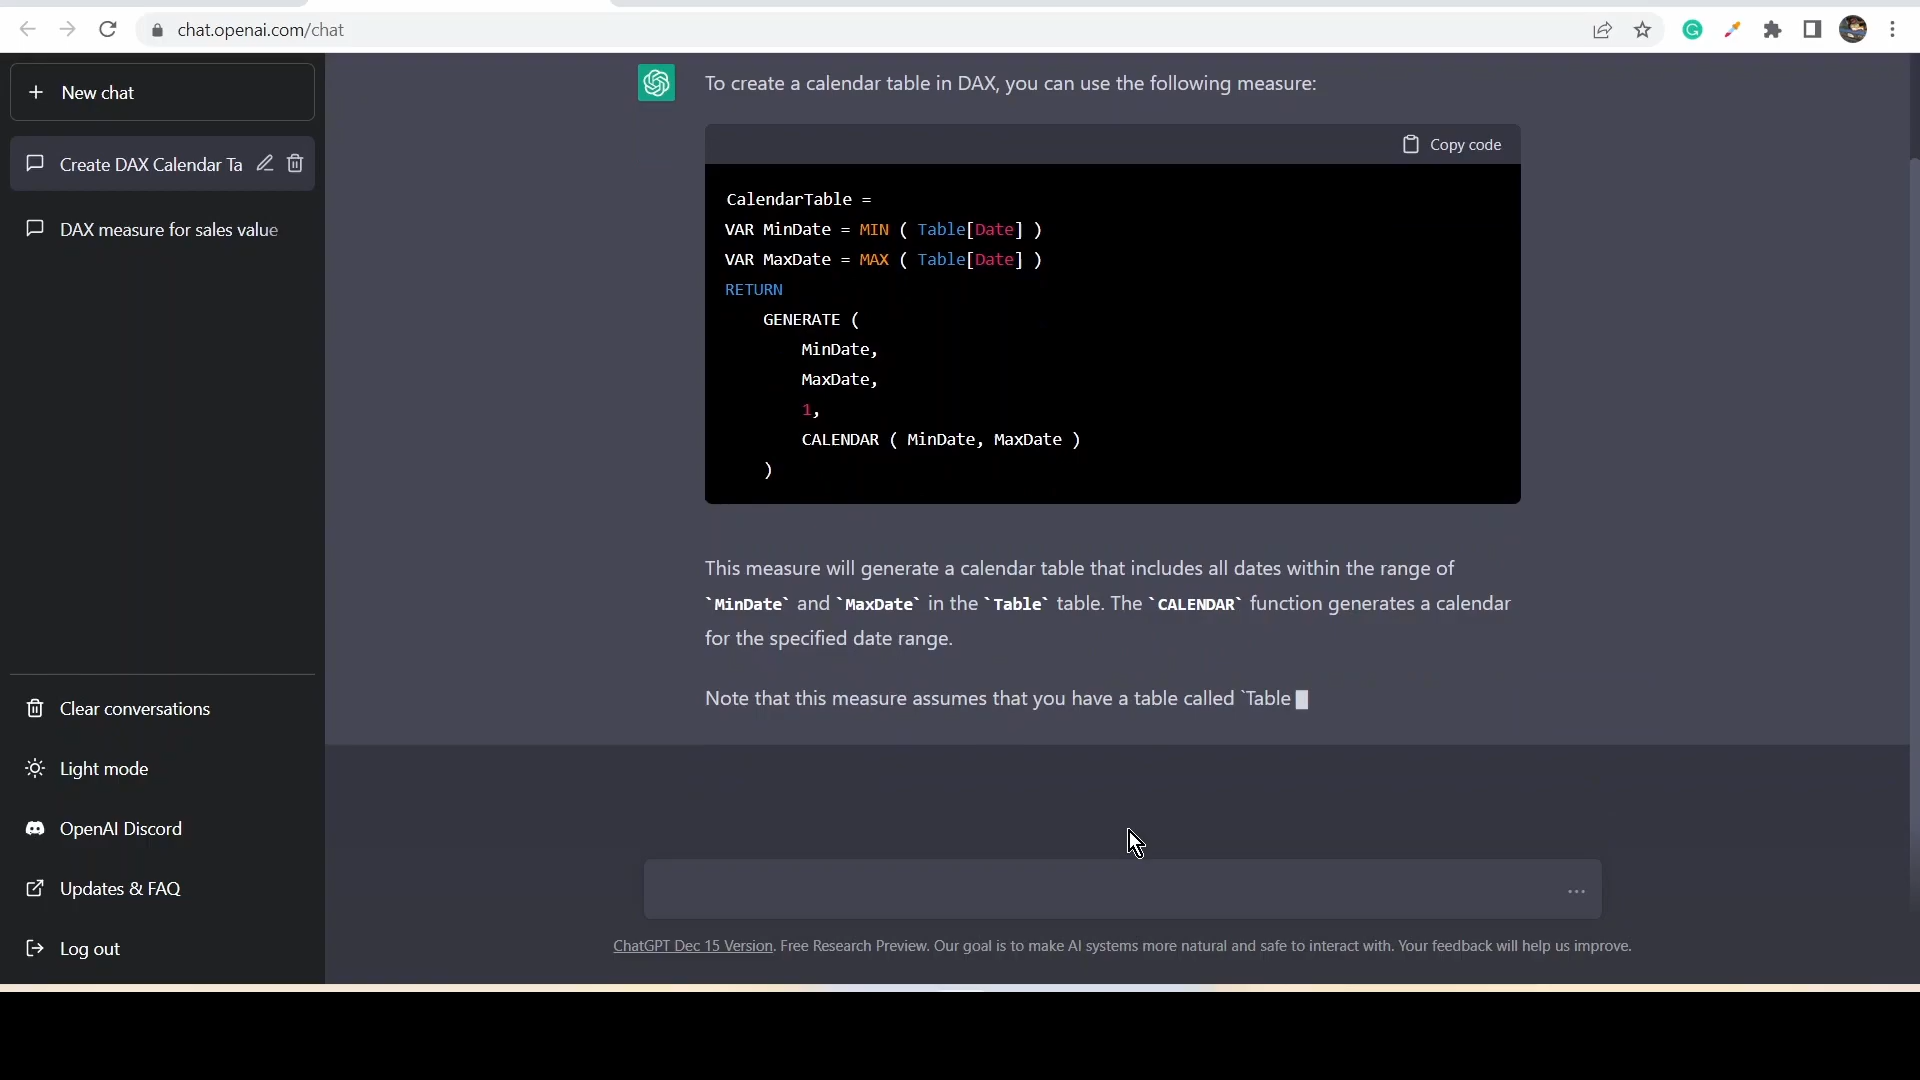 chat.openai.com/chat
New chat
Create DAX Calendar Ta
DAX measure for sales value
Clear conversations
Light mode
OpenAI Discord
Updates & FAQ
Log out
To create a calendar table in DAX, you can use the following measure:
Copy code
CalendarTable =
VAR MinDate = MIN ( Table[Date] )
VAR MaxDate = MAX ( Table[Date] )
RETURN
GENERATE (
MinDate,
MaxDate,
1,
CALENDAR ( MinDate, MaxDate )
)
This measure will generate a calendar table that includes all dates within the range of
`MinDate` and `MaxDate` in the `Table` table. The `CALENDAR` function generates a calendar
for the specified date range.
Note that this measure assumes that you have a table called `Table
ChatGPT Dec 15 Version. Free Research Preview. Our goal is to make AI systems more natural and safe to interact with. Your feedback will help us improve.